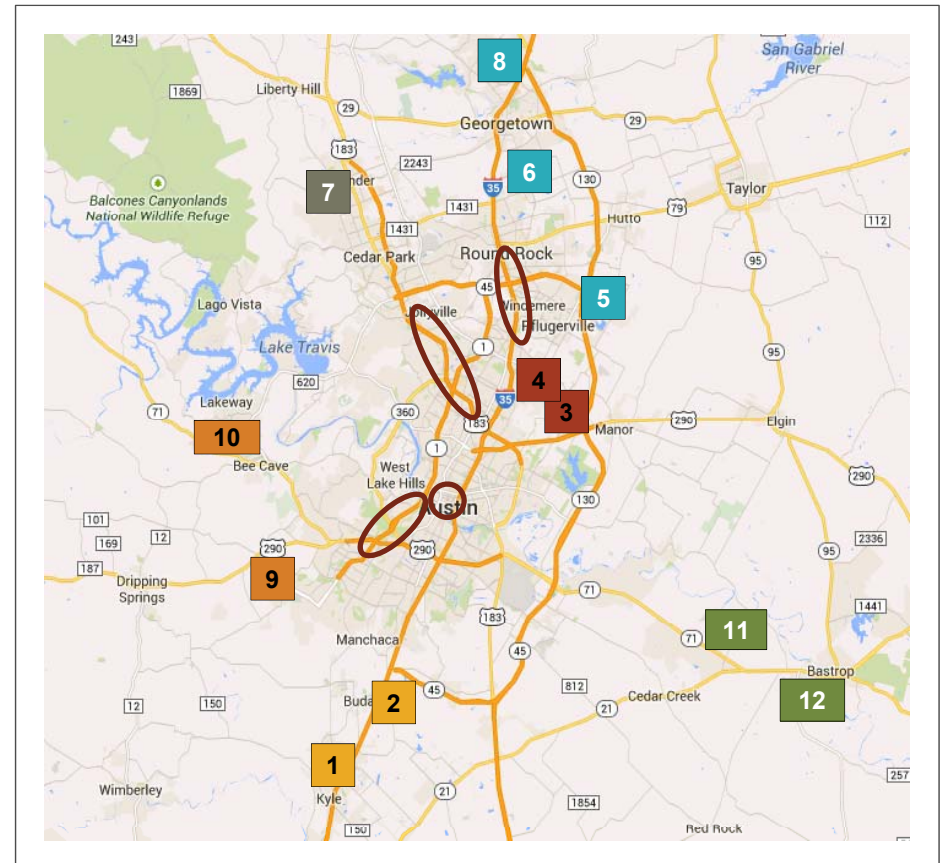 243
8
San Gabriel
River
1869
Liberty Hill
29
Georgetown
29
183
2243
6
130
Balcones Canyonlands
National Wildlife Refuge
7
nder
35
1431
Taylor
Hutto
79
112
1431
Cedar Park
Round Rock
95
Lago Vista
45
5
Windemere
Jollyville
Pflugerville
Lake Travis
1
95
620
4
Lakeway
71
360
35
3
183
Manor
290
Elgin
10
Bee Cave
1
West
Lake Hills
290
Austin
130
101
12
169
290
290
95
2336
187
Dripping
Springs
9
71
1441
183
11
Manchaca
71
45
Bastrop
812
Cedar Creek
12
12
150
Buda
2
45
21
1
257
Wimberley
Kyle
21
1854
150
Red Rock